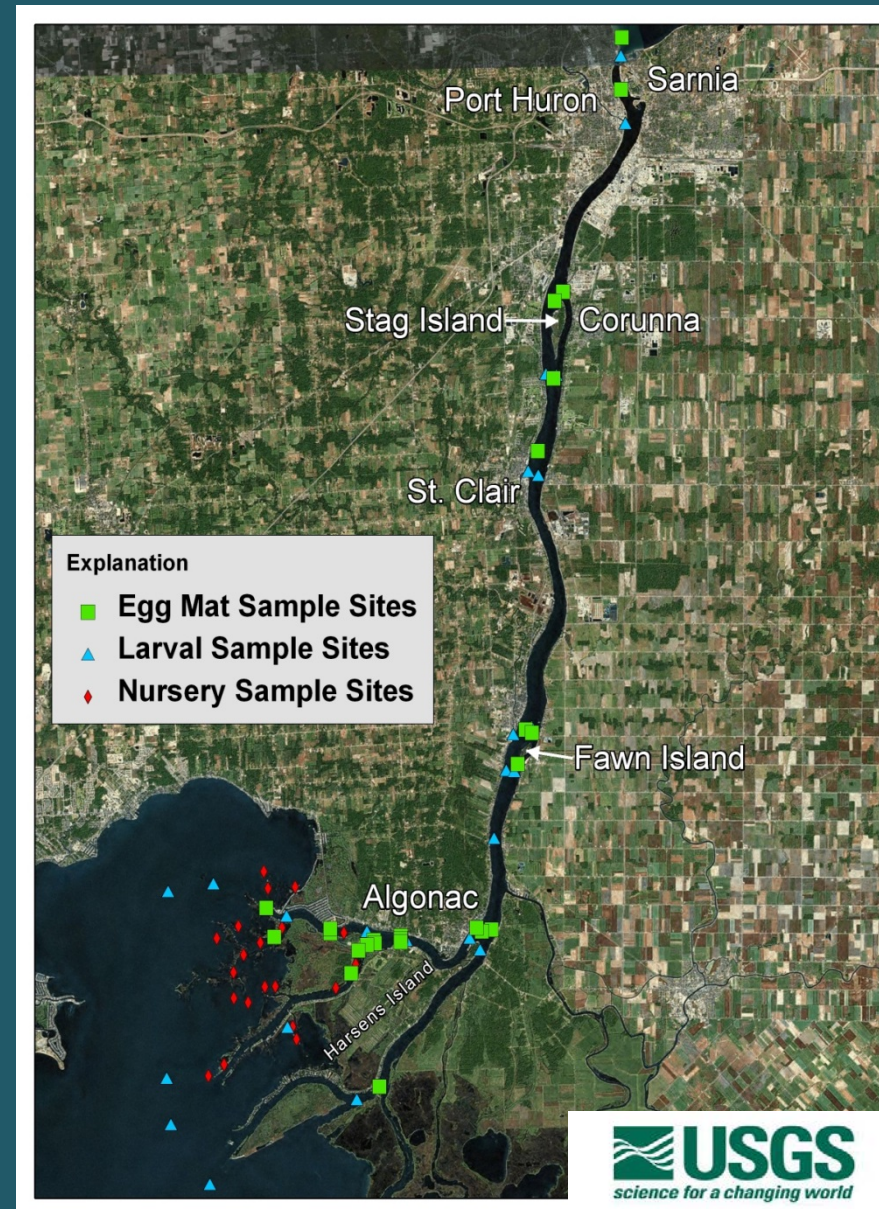 Sarnia
Port Huron
Stag Island
Corunna
St. Clair
Explanation
Egg Mat Sample Sites
Larval Sample Sites
Nursery Sample Sites
Fawn Island
Algonac
Harsens Island
USGS
science for a changing world